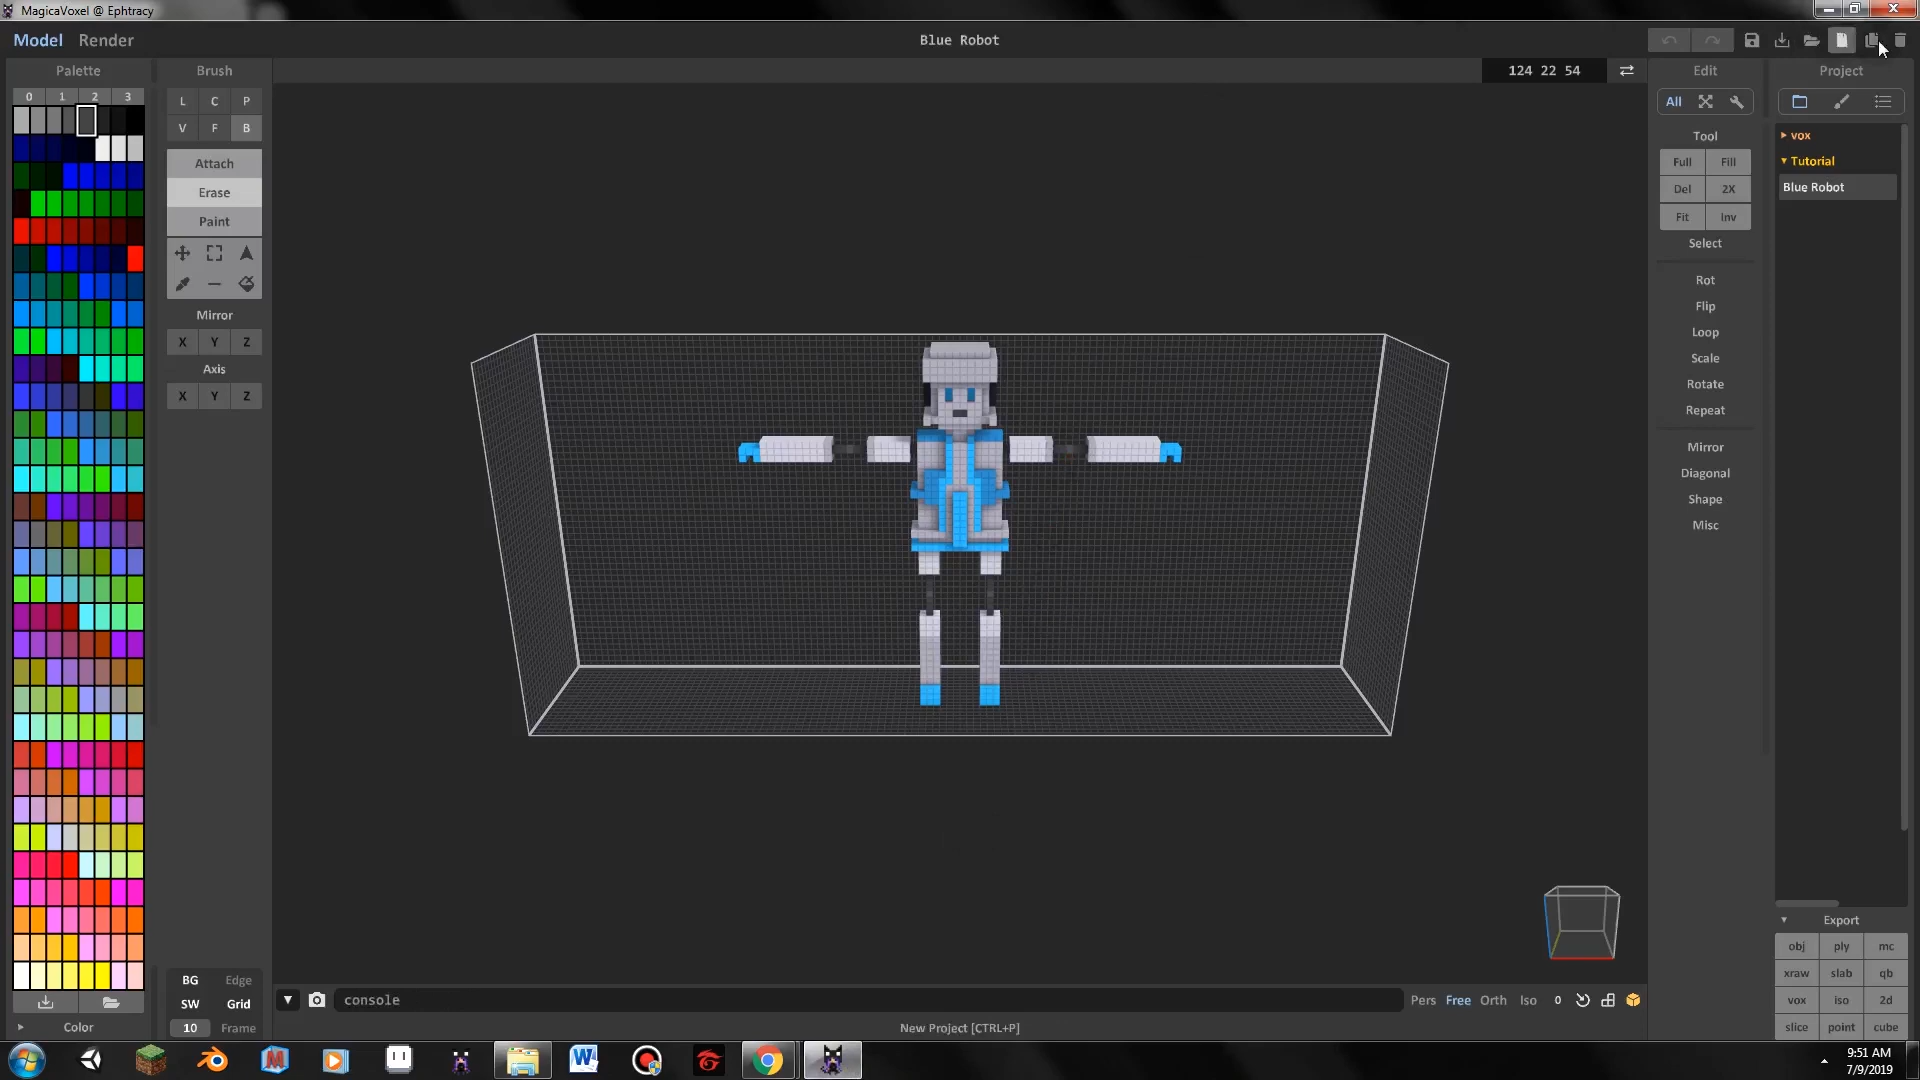 MagicaVoxel @ Ephtracy
Model Render
Blue Robot
Palette
0 1 2 3
Color
Brush
L C P
V F B
Attach
Erase
Paint
Mirror
X Y Z
Axis
X Y Z
BG Edge
SW Grid
10 Frame
124 22 54
console
Pers Free Orth Iso 0
New Project [CTRL+P]
Edit
All
Tool
Full Fill
Del 2X
Fit Inv
Select
Rot
Flip
Loop
Scale
Rotate
Repeat
Mirror
Diagonal
Shape
Misc
Project
vox
Tutorial
Blue Robot
Export
obj ply mc
xraw slab qb
vox iso 2d
slice point cube
9:51 AM
7/9/2019